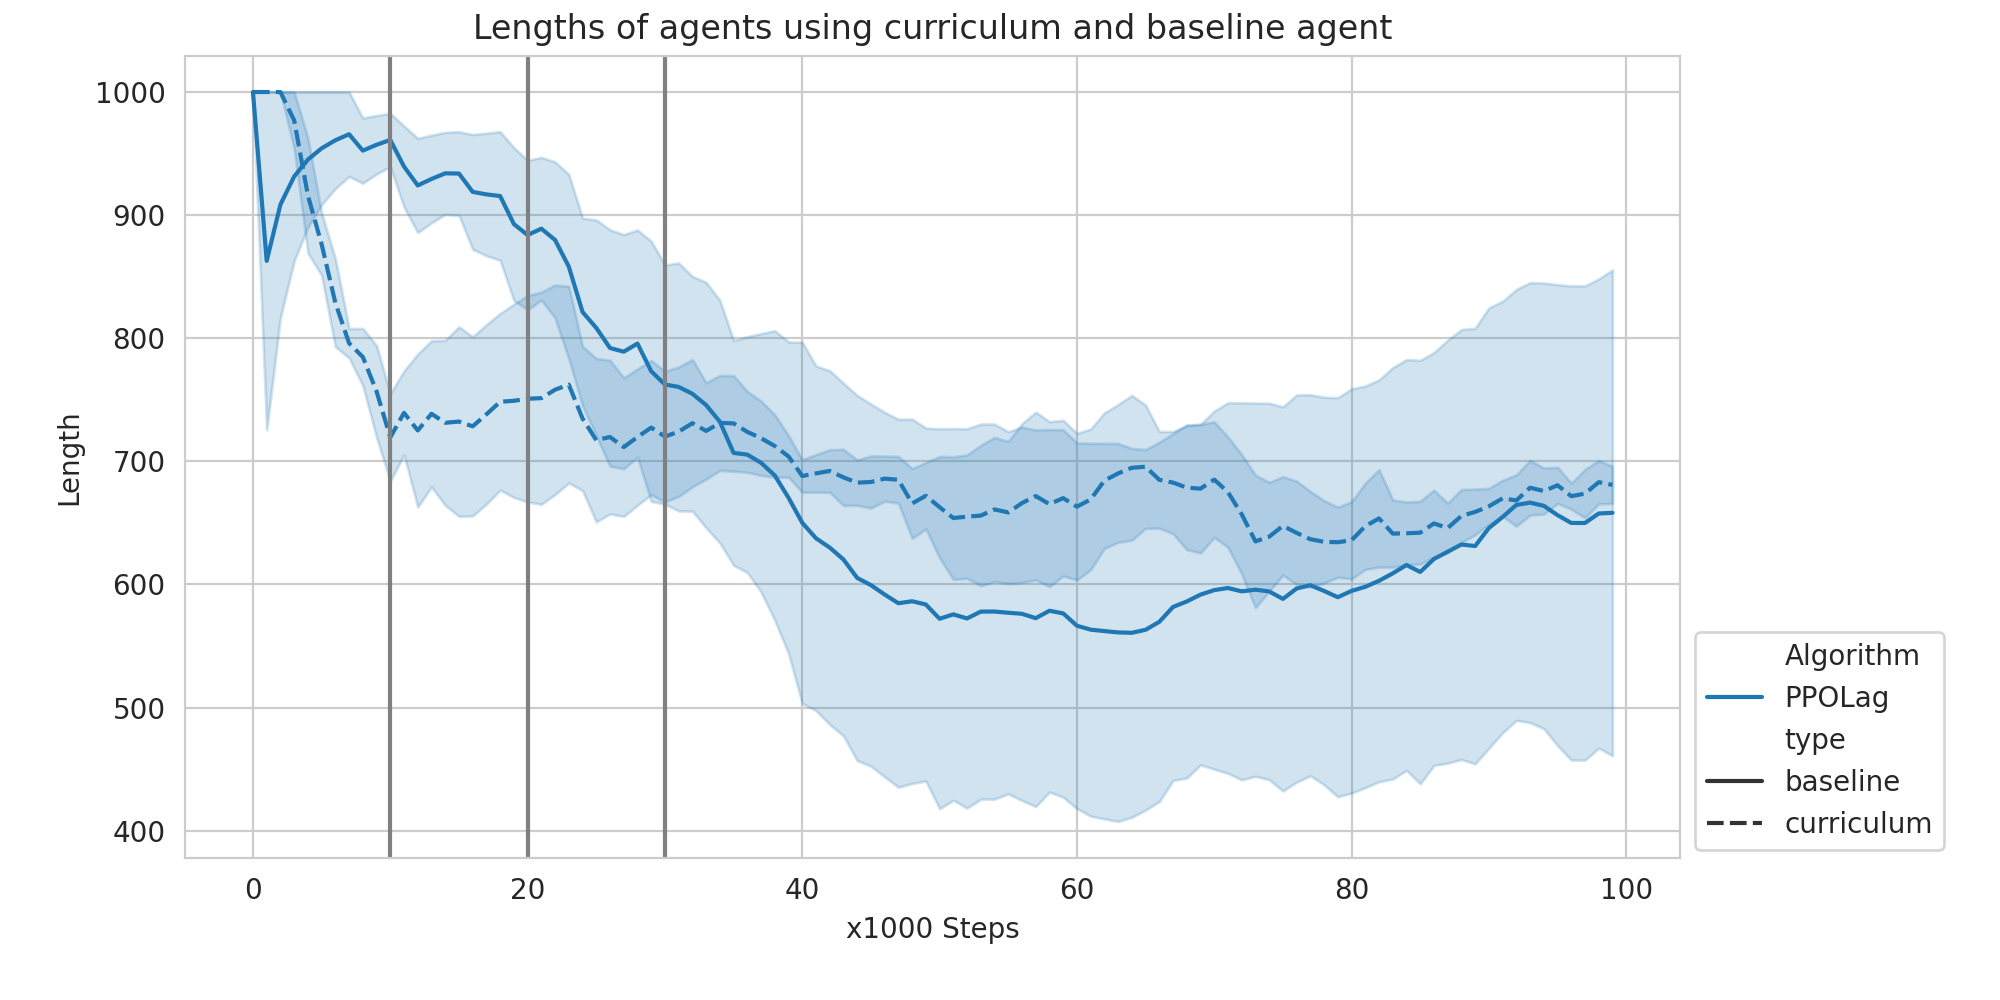 Lengths of agents using curriculum and baseline agent
1000
900
800
700
600
500
400
Length
0
20
40
60
80
100
x1000 Steps
Algorithm
PPOLag
type
baseline
curriculum